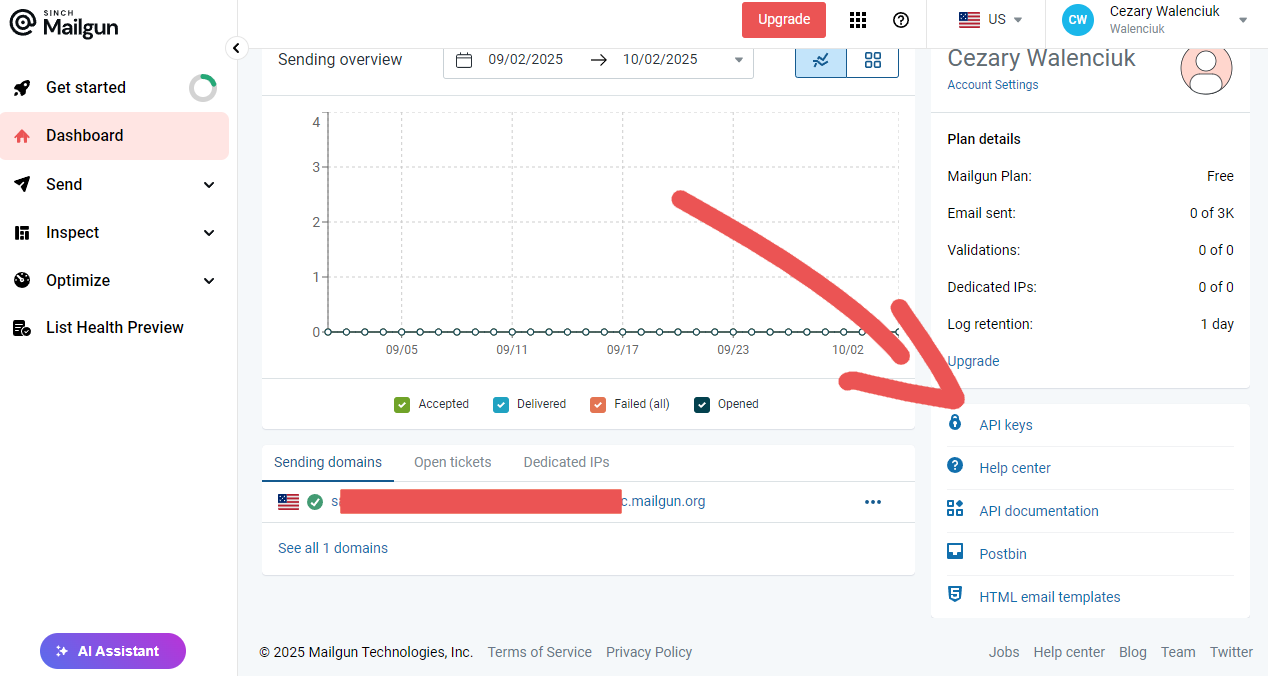 SINCH
Mailgun
Upgrade
US
CW
Cezary Walenciuk
Walenciuk
Get started
Dashboard
Send
Inspect
Optimize
List Health Preview
AI Assistant
Sending overview
09/02/2025 → 10/02/2025
4
3
2
1
0
09/05 09/11 09/17 09/23 10/02
Accepted Delivered Failed (all) Opened
Sending domains Open tickets Dedicated IPs
c.mailgun.org
See all 1 domains
Cezary Walenciuk
Account Settings
Plan details
Mailgun Plan: Free
Email sent: 0 of 3K
Validations: 0 of 0
Dedicated IPs: 0 of 0
Log retention: 1 day
Upgrade
API keys
Help center
API documentation
Postbin
HTML email templates
© 2025 Mailgun Technologies, Inc. Terms of Service Privacy Policy
Jobs Help center Blog Team Twitter